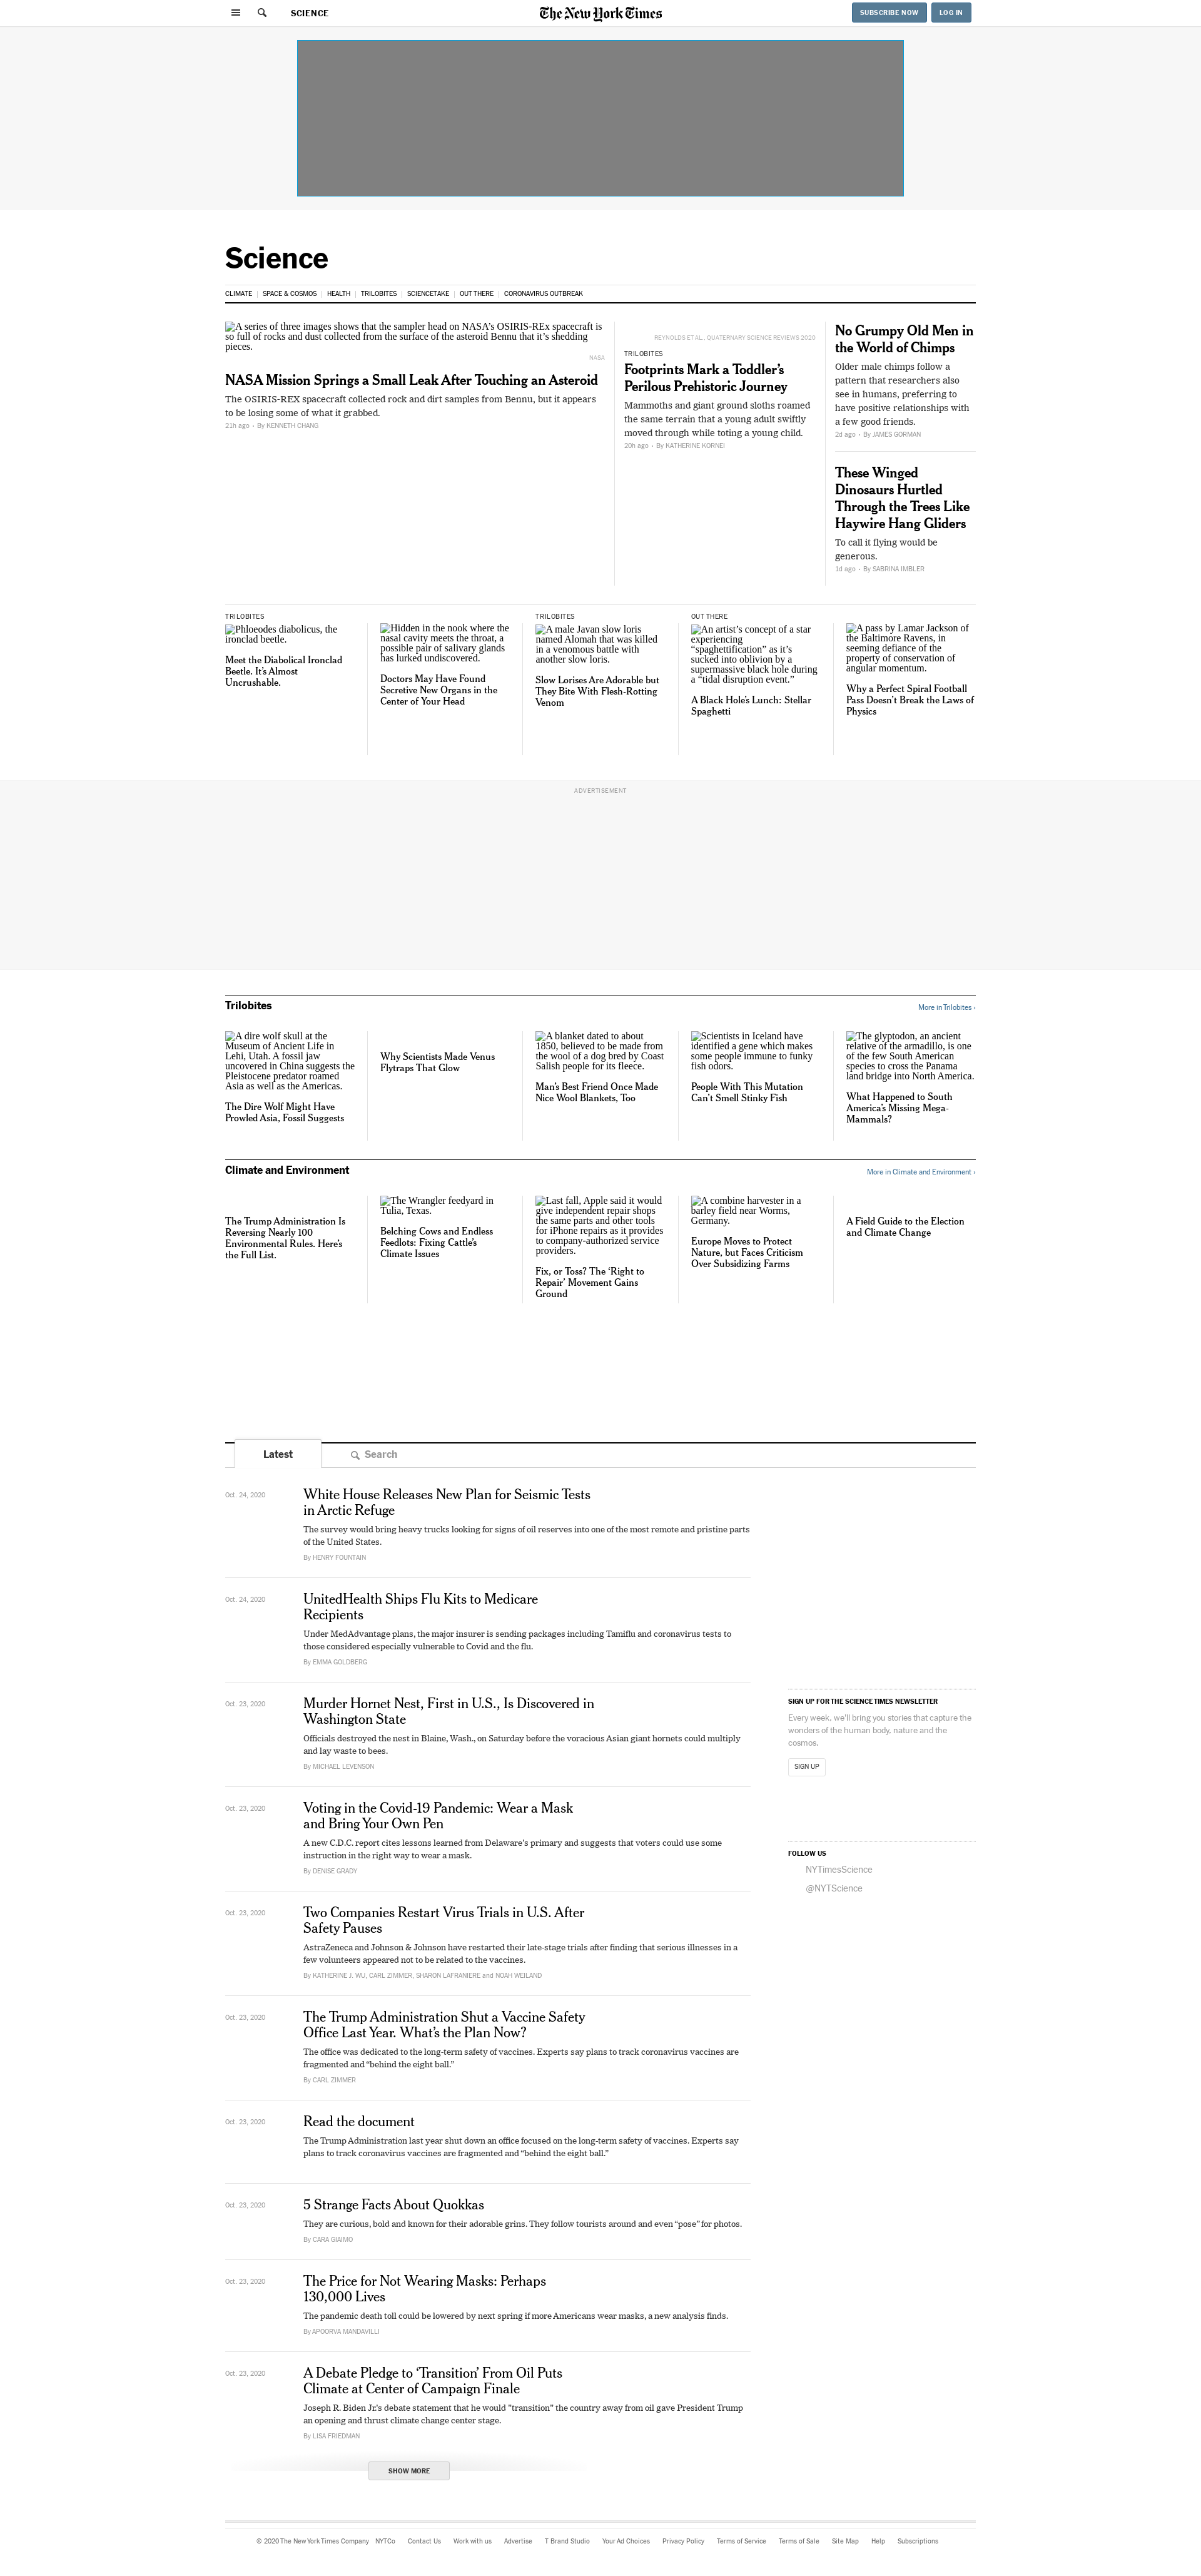 SCIENCE
The New York Times
SUBSCRIBE NOW
LOG IN
Science
CLIMATE
SPACE & COSMOS
HEALTH
TRILOBITES
SCIENCETAKE
OUT THERE
CORONAVIRUS OUTBREAK
A series of three images shows that the sampler head on NASA's OSIRIS-REx spacecraft is
so full of rocks and dust collected from the surface of the asteroid Bennu that it's shedding
pieces.
NASA
NASA Mission Springs a Small Leak After Touching an Asteroid
The OSIRIS-REX spacecraft collected rock and dirt samples from Bennu, but it appears
to be losing some of what it grabbed.
21h ago • By KENNETH CHANG
REYNOLDS ET AL., QUATERNARY SCIENCE REVIEWS 2020
TRILOBITES
Footprints Mark a Toddler's
Perilous Prehistoric Journey
Mammoths and giant ground sloths roamed
the same terrain that a young adult swiftly
moved through while toting a young child.
20h ago • By KATHERINE KORNEI
No Grumpy Old Men in
the World of Chimps
Older male chimps follow a
pattern that researchers also
see in humans, preferring to
have positive relationships with
a few good friends.
2d ago • By JAMES GORMAN
These Winged
Dinosaurs Hurtled
Through the Trees Like
Haywire Hang Gliders
To call it flying would be
generous.
1d ago • By SABRINA IMBLER
TRILOBITES
Phloeodes diabolicus, the
ironclad beetle.
Meet the Diabolical Ironclad
Beetle. It's Almost
Uncrushable.
Hidden in the nook where the
nasal cavity meets the throat, a
possible pair of salivary glands
has lurked undiscovered.
Doctors May Have Found
Secretive New Organs in the
Center of Your Head
TRILOBITES
A male Javan slow loris
named Alomah that was killed
in a venomous battle with
another slow loris.
Slow Lorises Are Adorable but
They Bite With Flesh-Rotting
Venom
OUT THERE
An artist's concept of a star
experiencing
“spaghettification” as it's
sucked into oblivion by a
supermassive black hole during
a “tidal disruption event.”
A Black Hole's Lunch: Stellar
Spaghetti
A pass by Lamar Jackson of
the Baltimore Ravens, in
seeming defiance of the
property of conservation of
angular momentum.
Why a Perfect Spiral Football
Pass Doesn't Break the Laws of
Physics
ADVERTISEMENT
Trilobites
More in Trilobites ›
A dire wolf skull at the
Museum of Ancient Life in
Lehi, Utah. A fossil jaw
uncovered in China suggests the
Pleistocene predator roamed
Asia as well as the Americas.
The Dire Wolf Might Have
Prowled Asia, Fossil Suggests
Why Scientists Made Venus
Flytraps That Glow
A blanket dated to about
1850, believed to be made from
the wool of a dog bred by Coast
Salish people for its fleece.
Man's Best Friend Once Made
Nice Wool Blankets, Too
Scientists in Iceland have
identified a gene which makes
some people immune to funky
fish odors.
People With This Mutation
Can't Smell Stinky Fish
The glyptodon, an ancient
relative of the armadillo, is one
of the few South American
species to cross the Panama
land bridge into North America.
What Happened to South
America's Missing Mega-
Mammals?
Climate and Environment
More in Climate and Environment ›
The Trump Administration Is
Reversing Nearly 100
Environmental Rules. Here's
the Full List.
The Wrangler feedyard in
Tulia, Texas.
Belching Cows and Endless
Feedlots: Fixing Cattle's
Climate Issues
Last fall, Apple said it would
give independent repair shops
the same parts and other tools
for iPhone repairs as it provides
to company-authorized service
providers.
Fix, or Toss? The ‘Right to
Repair’ Movement Gains
Ground
A combine harvester in a
barley field near Worms,
Germany.
Europe Moves to Protect
Nature, but Faces Criticism
Over Subsidizing Farms
A Field Guide to the Election
and Climate Change
Latest
Search
Oct. 24, 2020
White House Releases New Plan for Seismic Tests
in Arctic Refuge
The survey would bring heavy trucks looking for signs of oil reserves into one of the most remote and pristine parts
of the United States.
By HENRY FOUNTAIN
Oct. 24, 2020
UnitedHealth Ships Flu Kits to Medicare
Recipients
Under MedAdvantage plans, the major insurer is sending packages including Tamiflu and coronavirus tests to
those considered especially vulnerable to Covid and the flu.
By EMMA GOLDBERG
Oct. 23, 2020
Murder Hornet Nest, First in U.S., Is Discovered in
Washington State
Officials destroyed the nest in Blaine, Wash., on Saturday before the voracious Asian giant hornets could multiply
and lay waste to bees.
By MICHAEL LEVENSON
Oct. 23, 2020
Voting in the Covid-19 Pandemic: Wear a Mask
and Bring Your Own Pen
A new C.D.C. report cites lessons learned from Delaware's primary and suggests that voters could use some
instruction in the right way to wear a mask.
By DENISE GRADY
Oct. 23, 2020
Two Companies Restart Virus Trials in U.S. After
Safety Pauses
AstraZeneca and Johnson & Johnson have restarted their late-stage trials after finding that serious illnesses in a
few volunteers appeared not to be related to the vaccines.
By KATHERINE J. WU, CARL ZIMMER, SHARON LAFRANIERE and NOAH WEILAND
Oct. 23, 2020
The Trump Administration Shut a Vaccine Safety
Office Last Year. What's the Plan Now?
The office was dedicated to the long-term safety of vaccines. Experts say plans to track coronavirus vaccines are
fragmented and “behind the eight ball.”
By CARL ZIMMER
Oct. 23, 2020
Read the document
The Trump Administration last year shut down an office focused on the long-term safety of vaccines. Experts say
plans to track coronavirus vaccines are fragmented and “behind the eight ball.”
Oct. 23, 2020
5 Strange Facts About Quokkas
They are curious, bold and known for their adorable grins. They follow tourists around and even “pose” for photos.
By CARA GIAIMO
Oct. 23, 2020
The Price for Not Wearing Masks: Perhaps
130,000 Lives
The pandemic death toll could be lowered by next spring if more Americans wear masks, a new analysis finds.
By APOORVA MANDAVILLI
Oct. 23, 2020
A Debate Pledge to ‘Transition’ From Oil Puts
Climate at Center of Campaign Finale
Joseph R. Biden Jr.'s debate statement that he would "transition" the country away from oil gave President Trump
an opening and thrust climate change center stage.
By LISA FRIEDMAN
SHOW MORE
SIGN UP FOR THE SCIENCE TIMES NEWSLETTER
Every week, we'll bring you stories that capture the
wonders of the human body, nature and the
cosmos.
SIGN UP
FOLLOW US
NYTimesScience
@NYTScience
© 2020 The New York Times Company
NYTCo
Contact Us
Work with us
Advertise
T Brand Studio
Your Ad Choices
Privacy Policy
Terms of Service
Terms of Sale
Site Map
Help
Subscriptions